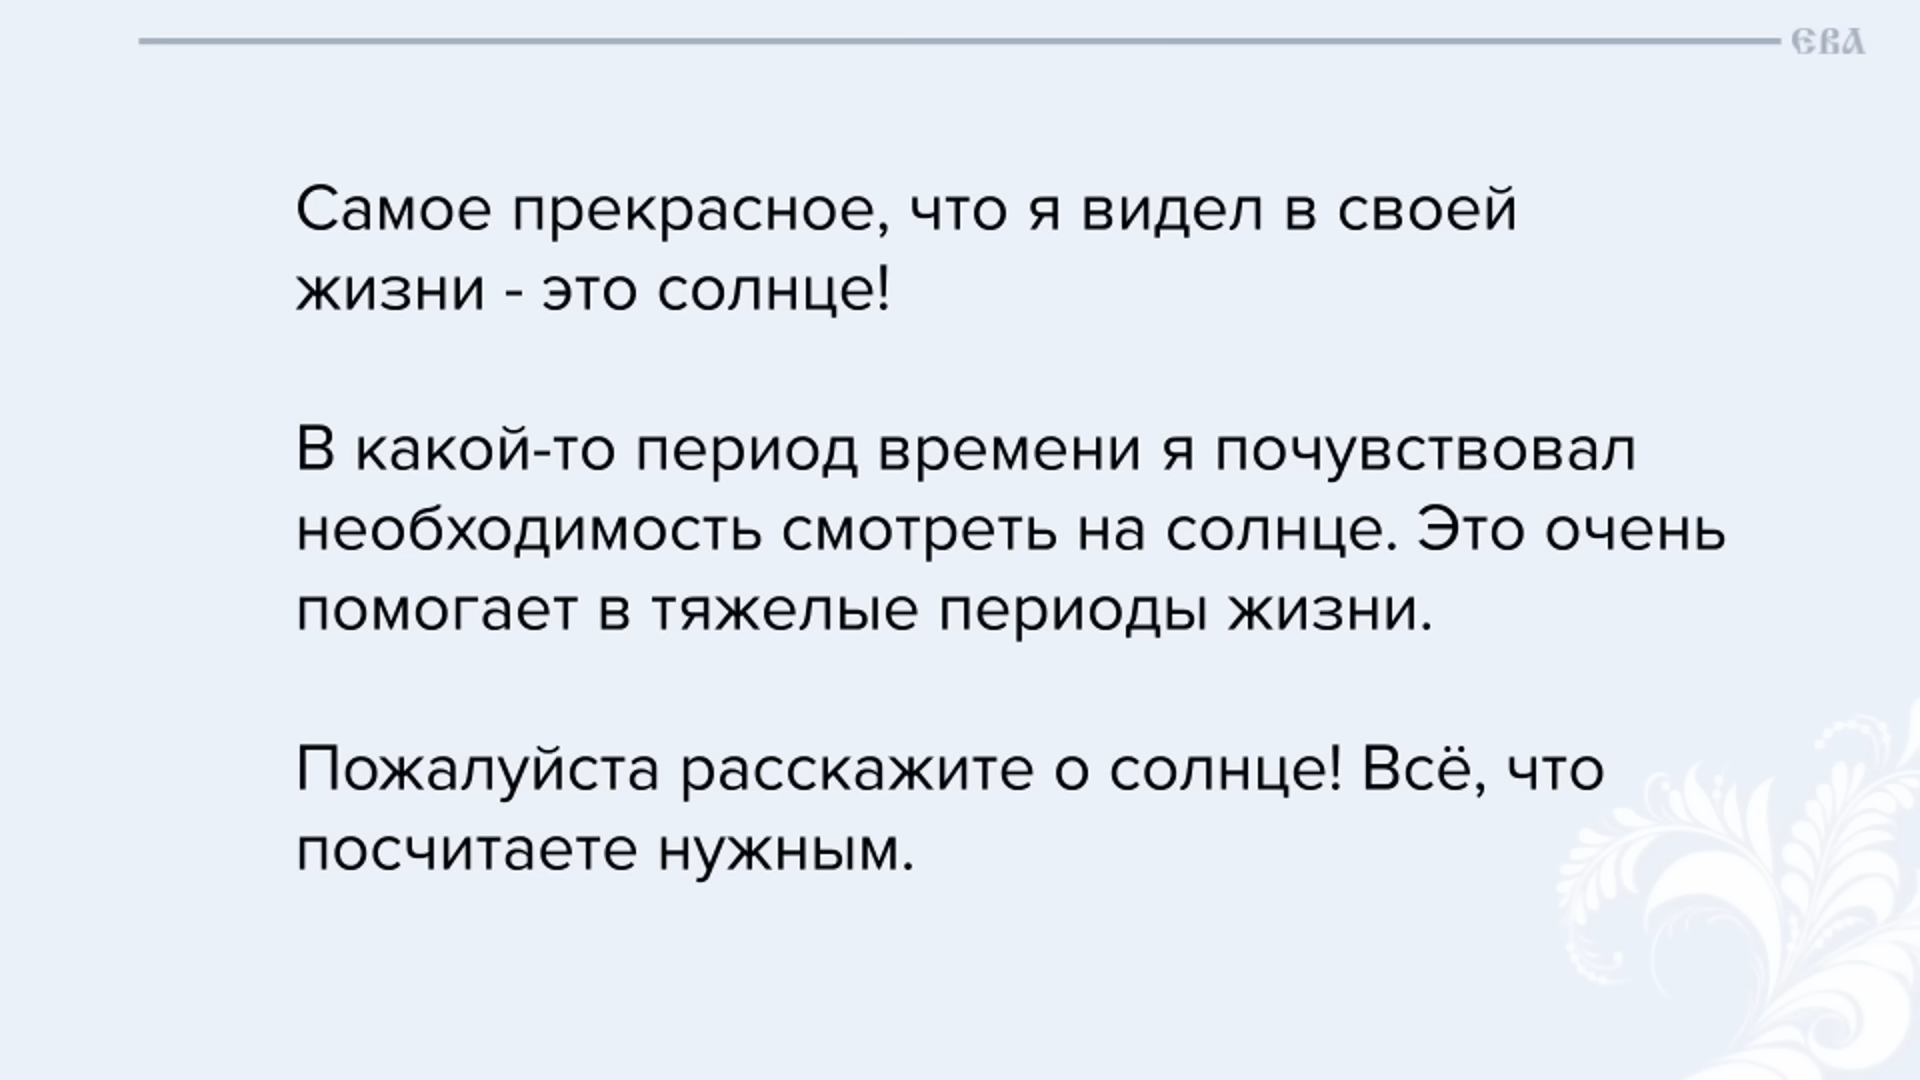 ЄВА
Самое прекрасное, что я видел в своей
жизни - это солнце!
В какой-то период времени я почувствовал
необходимость смотреть на солнце. Это очень
помогает в тяжелые периоды жизни.
Пожалуйста расскажите о солнце! Всё, что
посчитаете нужным.